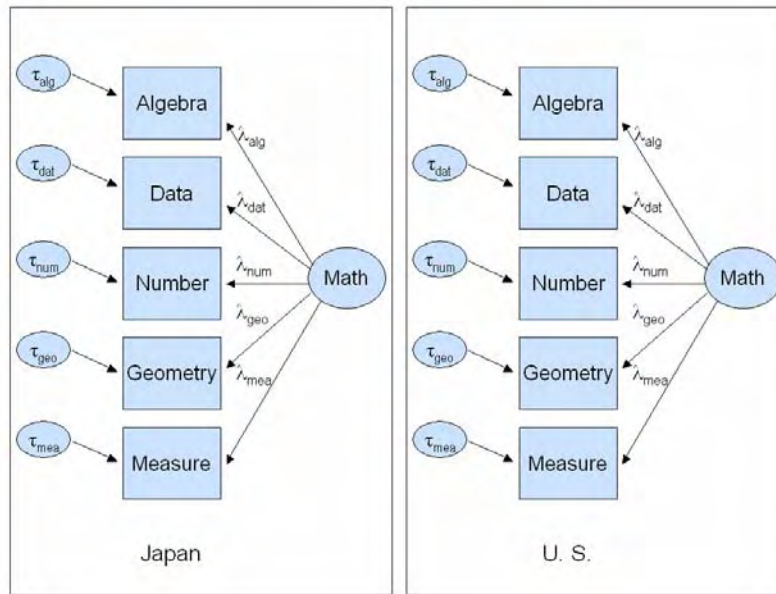 τalg
Algebra
λalg
τdat
Data
λdat
τnum
Number
λnum
Math
λgeo
τgeo
Geometry
λmea
τmea
Measure
Japan
τalg
Algebra
λalg
τdat
Data
λdat
τnum
Number
λnum
Math
λgeo
τgeo
Geometry
λmea
τmea
Measure
U. S.